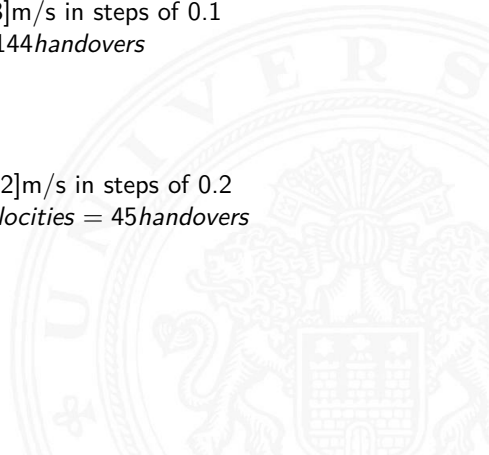 3]m/s in steps of 0.1
144handovers
2]m/s in steps of 0.2
locities = 45handovers
U N I V E R S